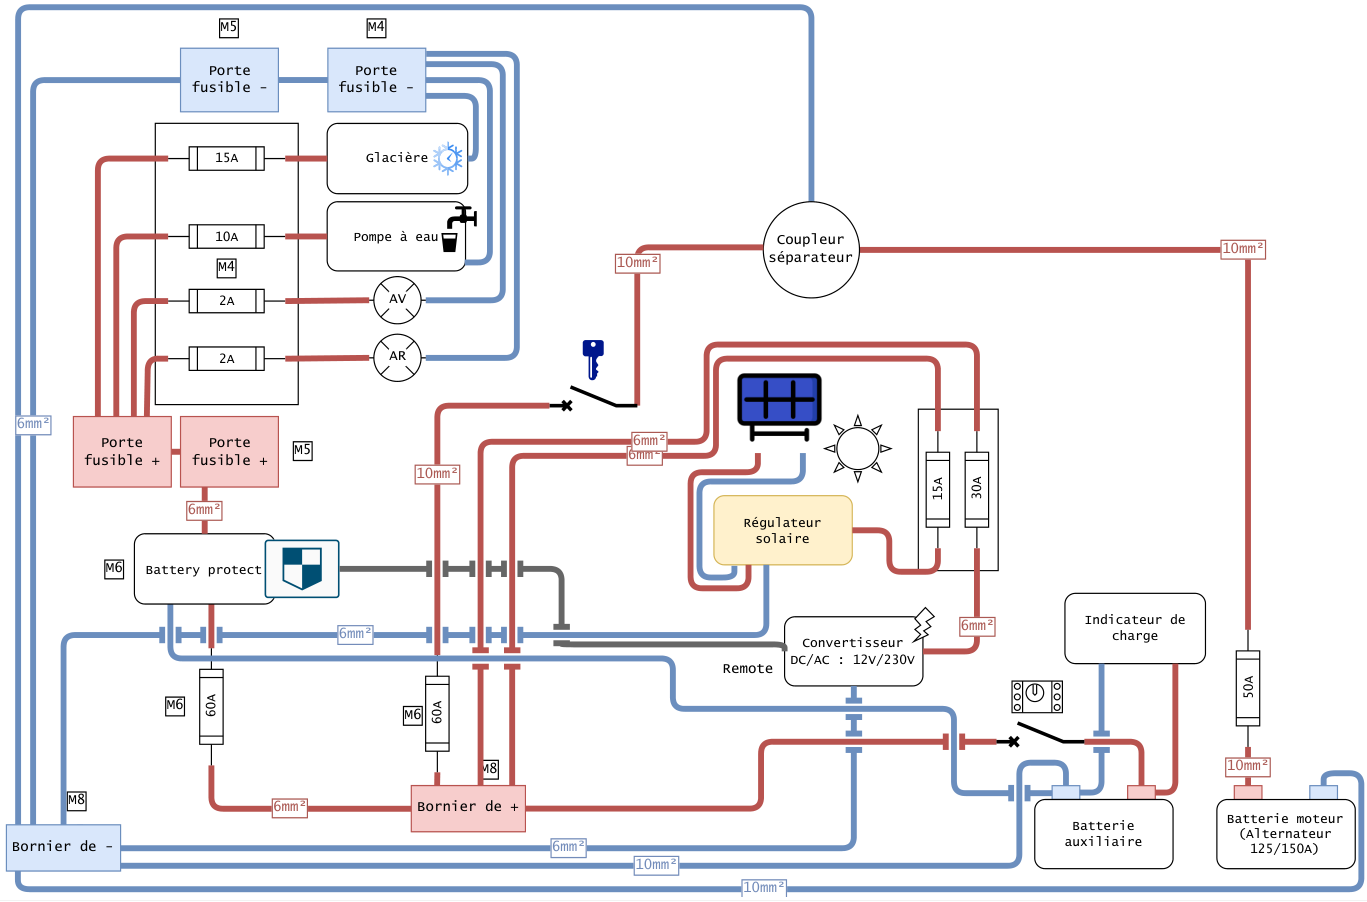 M5
M4
Porte
fusible -
Porte
fusible -
15A
Glacière
10A
Pompe à eau
M4
2A
AV
2A
AR
Coupleur
séparateur
10mm²
10mm²
6mm²
Porte
fusible +
Porte
fusible +
M5
6mm²
6mm²
10mm²
15A
30A
6mm²
Régulateur
solaire
M6
Battery protect
6mm²
Convertisseur
DC/AC : 12V/230V
Remote
6mm²
Indicateur de
charge
M6
60A
M6
60A
50A
M8
10mm²
M8
6mm²
Bornier de +
Bornier de -
6mm²
10mm²
10mm²
Batterie
auxiliaire
Batterie moteur
(Alternateur
125/150A)